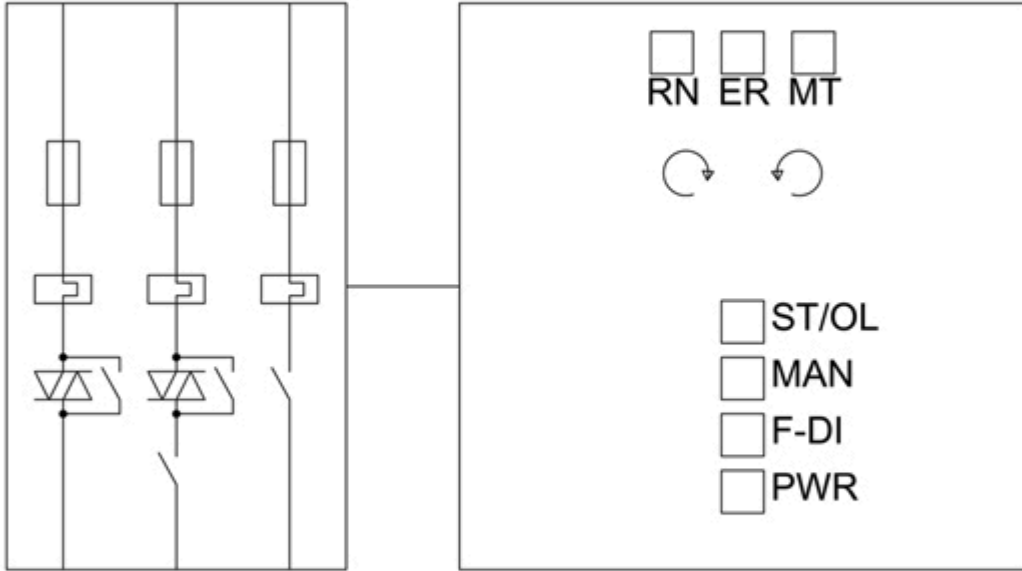 RN ER MT
ST/OL
MAN
F-DI
PWR